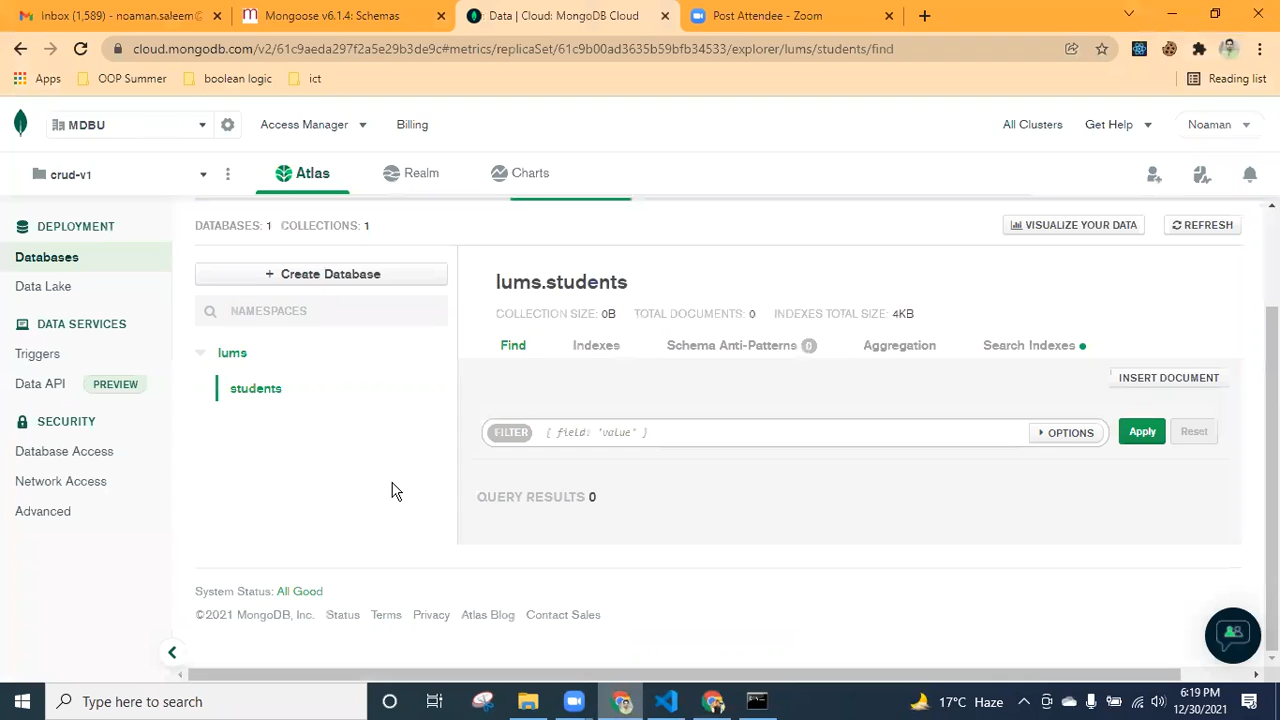 Inbox (1,589) - noaman.saleem@
Mongoose v6.1.4: Schemas
Data | Cloud: MongoDB Cloud
Post Attendee - Zoom
cloud.mongodb.com/v2/61c9aeda297f2a5e29b3de9c#metrics/replicaSet/61c9b00ad3635b59bfb34533/explorer/lums/students/find
Apps
OOP Summer
boolean logic
ict
Reading list
MDBU
Access Manager
Billing
All Clusters
Get Help
Noaman
crud-v1
Atlas
Realm
Charts
DEPLOYMENT
Databases
Data Lake
DATA SERVICES
Triggers
Data API PREVIEW
SECURITY
Database Access
Network Access
Advanced
DATABASES: 1 COLLECTIONS: 1
VISUALIZE YOUR DATA
REFRESH
+ Create Database
NAMESPACES
lums
students
lums.students
COLLECTION SIZE: 0B TOTAL DOCUMENTS: 0 INDEXES TOTAL SIZE: 4KB
Find
Indexes
Schema Anti-Patterns 0
Aggregation
Search Indexes
INSERT DOCUMENT
FILTER { field: 'value' }
OPTIONS
Apply
Reset
QUERY RESULTS 0
System Status: All Good
©2021 MongoDB, Inc. Status Terms Privacy Atlas Blog Contact Sales
Type here to search
17°C Haze
6:19 PM
12/30/2021